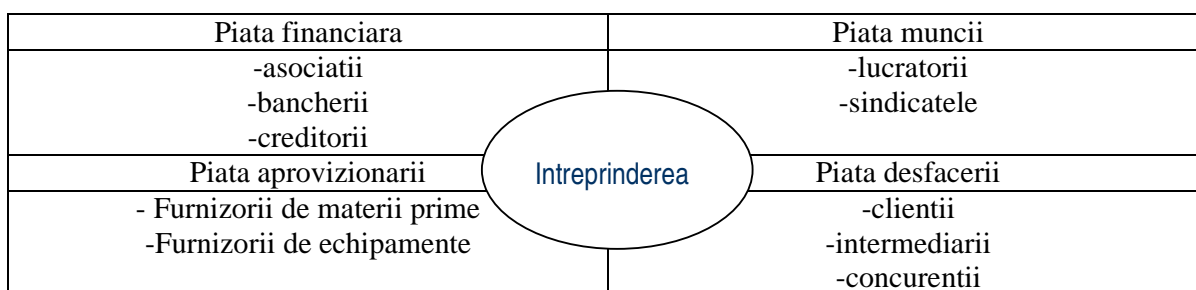 Piata financiara
Piata muncii
-asociatii
-bancherii
-creditorii
-lucratorii
-sindicatele
Intreprinderea
Piata aprovizionarii
Piata desfacerii
- Furnizorii de materii prime
-Furnizorii de echipamente
-clientii
-intermediarii
-concurentii